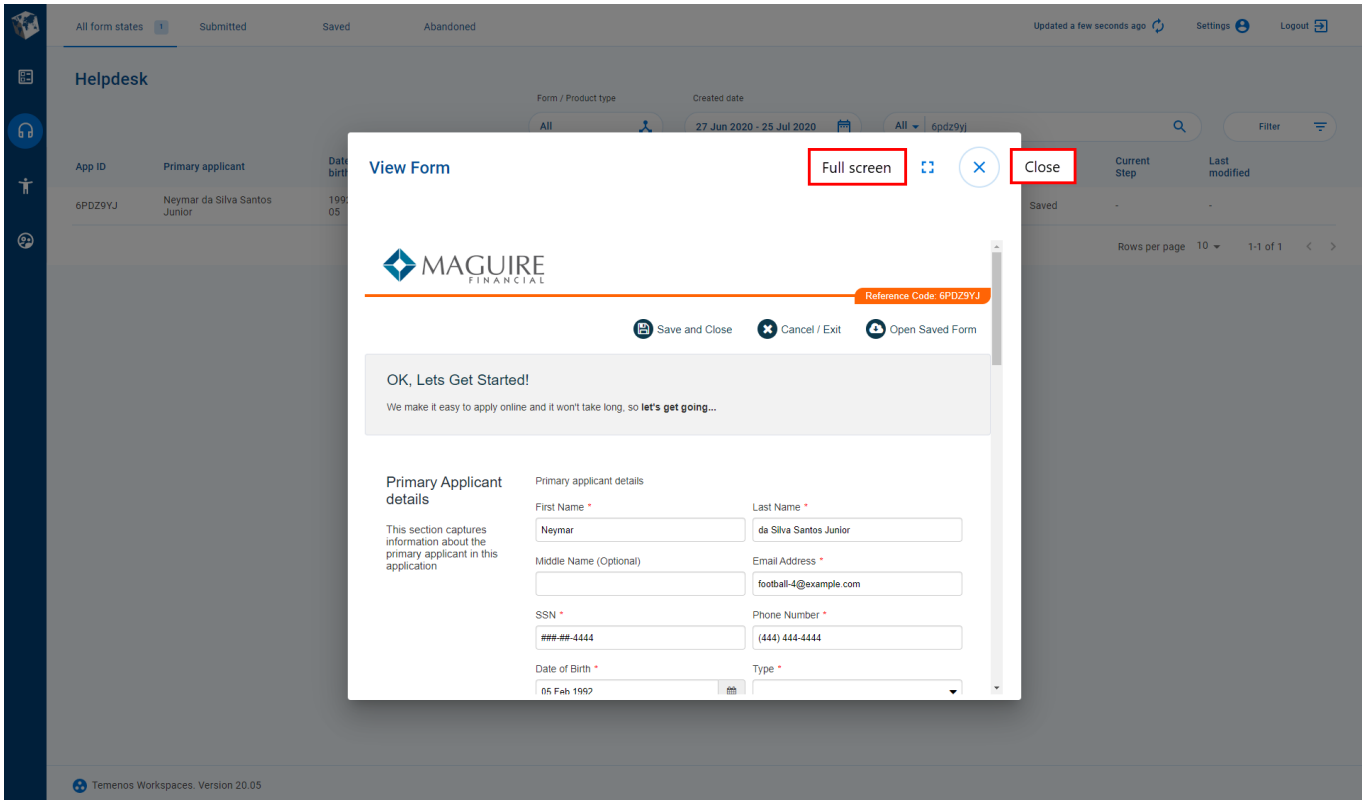 All form states 1 Submitted Saved Abandoned Updated a few seconds ago Settings Logout
Helpdesk
Form / Product type Created date
All 27 Jun 2020 - 25 Jul 2020 All 6pdz9yj Filter
App ID Primary applicant Date birth Current Step Last modified
6PDZ9YJ Neymar da Silva Santos Junior 199 05 Saved - -
Rows per page 10 1-1 of 1
View Form Full screen Close
MAGUIRE
FINANCIAL
Reference Code: 6PDZ9YJ
Save and Close Cancel / Exit Open Saved Form
OK, Lets Get Started!
We make it easy to apply online and it won't take long, so let's get going...
Primary Applicant details
This section captures
information about the
primary applicant in this
application
Primary applicant details
First Name * Last Name *
Neymar da Silva Santos Junior
Middle Name (Optional) Email Address *
football-4@example.com
SSN * Phone Number *
###-##-4444 (444) 444-4444
Date of Birth * Type *
05 Feb 1992
Temenos Workspaces. Version 20.05